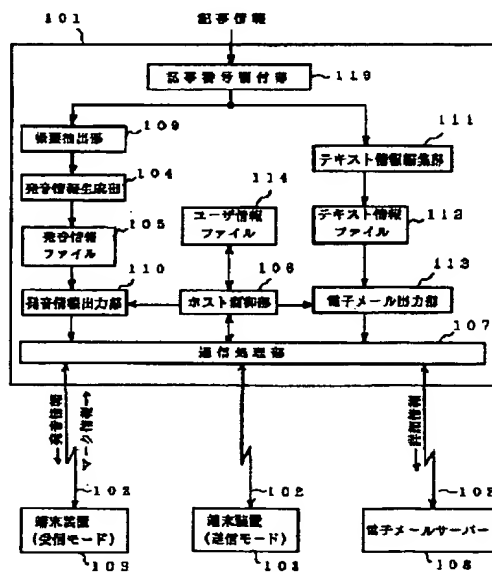 101
記事情報
記事番号附付部
119
109
抽出部
104
発音情報生成部
105
発音情報
ファイル
110
発音情報出力部
114
ユーザ情報
ファイル
106
ホスト制御部
111
テキスト情報編集部
112
テキスト情報
ファイル
113
電子メール出力部
107
通信処理部
発音情報
マーク情報
詳細情報
102
102
102
端末装置
(受信モード)
103
端末装置
(送信モード)
103
電子メールサーバー
108